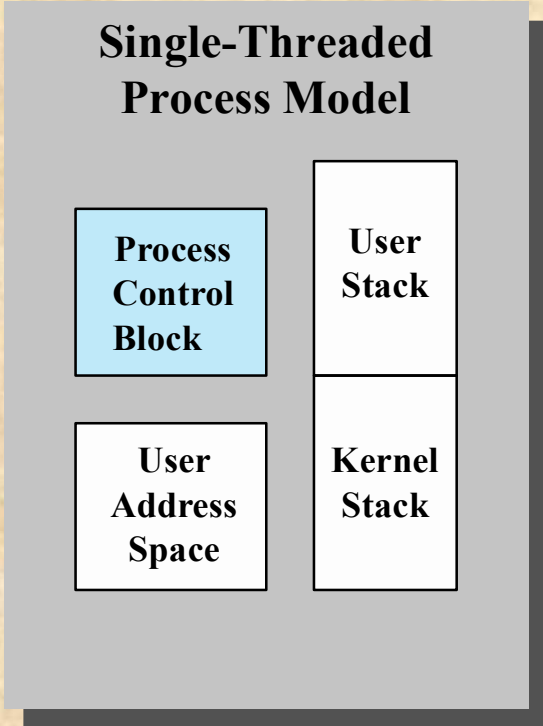 Single-Threaded
Process Model
Process
Control
Block
User
Stack
User
Address
Space
Kernel
Stack